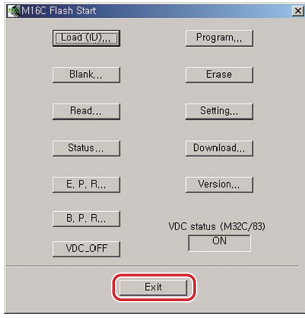 M16C Flash Start
Load (ID)...
Program...
Blank...
Erase
Read...
Setting...
Status...
Download...
E. P. R...
Version...
B. P. R...
VDC status (M32C/83)
ON
VDC_OFF
Exit